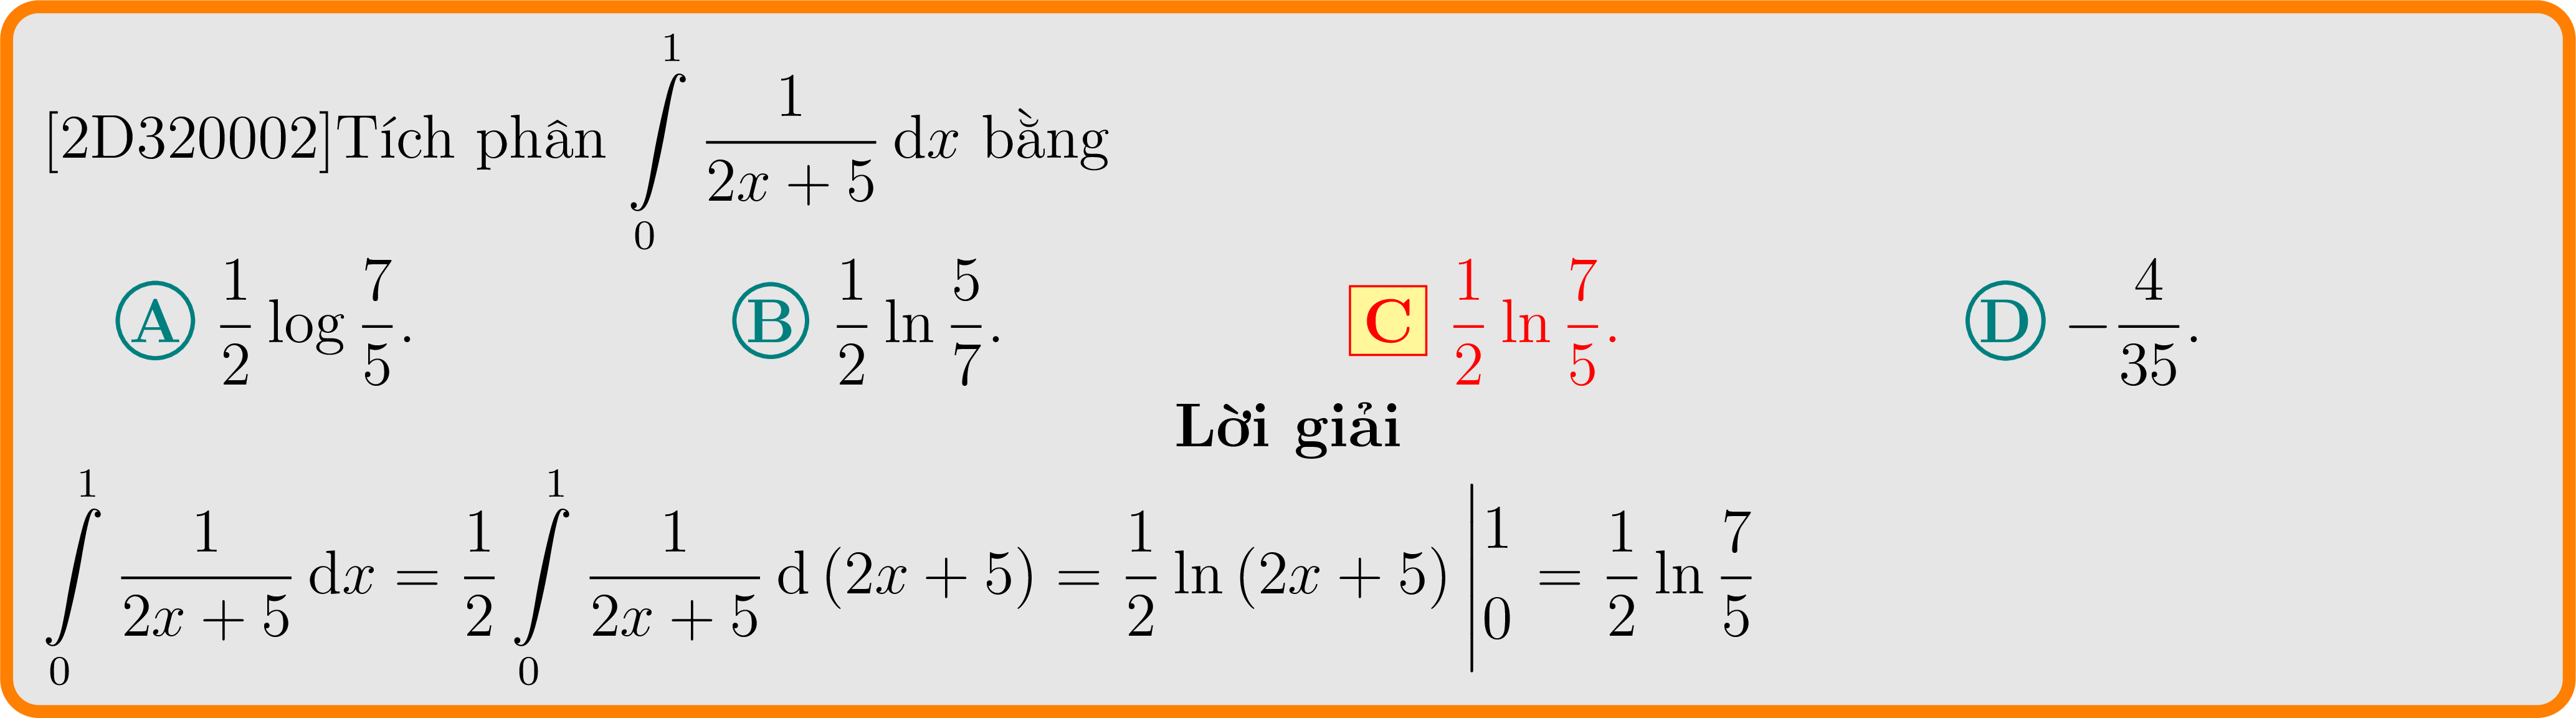 [2D320002]Tích phân $\int\limits_0^1 \frac{1}{2x+5}\,\mathrm{d}x$ bằng
A $\frac{1}{2}\log\frac{7}{5}$. B $\frac{1}{2}\ln\frac{5}{7}$. C $\frac{1}{2}\ln\frac{7}{5}$. D $-\frac{4}{35}$.
Lời giải
$\int\limits_0^1 \frac{1}{2x+5}\,\mathrm{d}x = \frac{1}{2}\int\limits_0^1 \frac{1}{2x+5}\,\mathrm{d}(2x+5) = \frac{1}{2}\ln(2x+5)\Big|_0^1 = \frac{1}{2}\ln\frac{7}{5}$